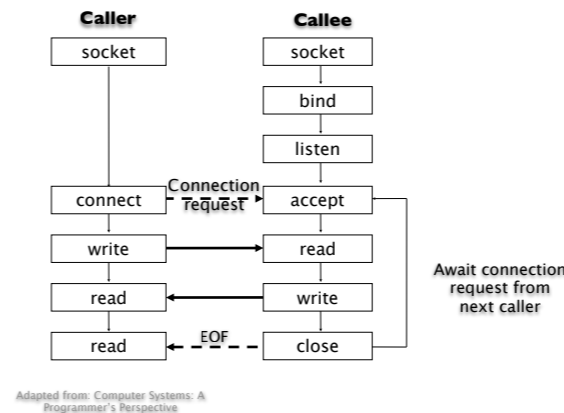 Caller
Callee
socket
socket
bind
listen
Connection
request
connect
accept
write
read
read
write
Await connection
request from
next caller
EOF
read
close
Adapted from: Computer Systems: A
Programmer's Perspective